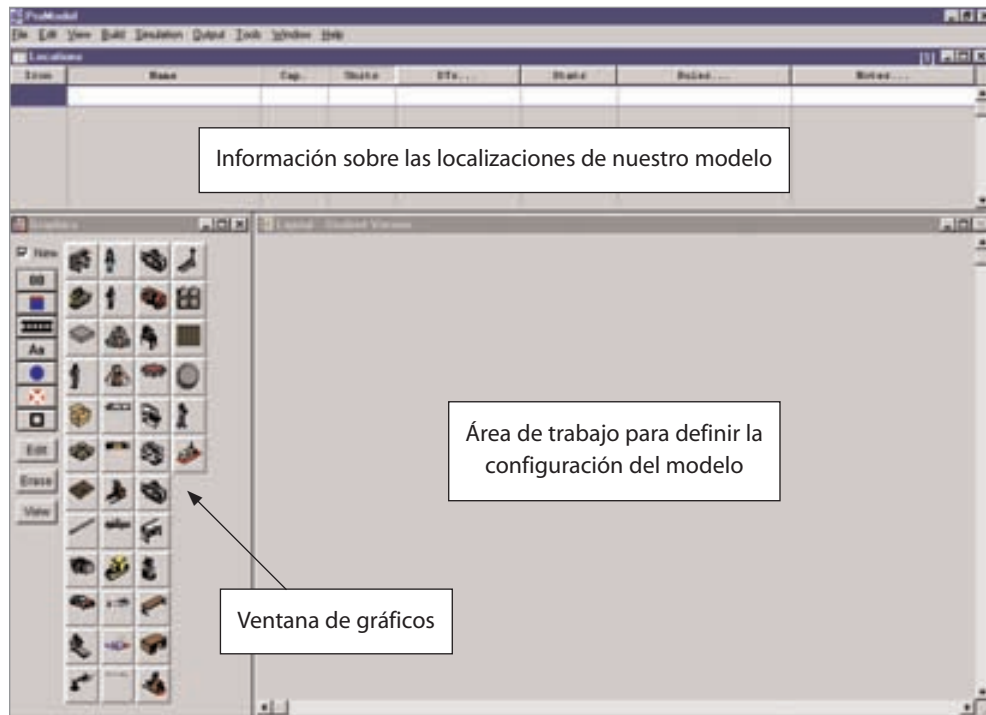 ProModel
File Edit View Build Simulation Output Tools Window Help
Locations [1]
Icon Name Cap. Units DTs... Stats Rules... Notes...
Información sobre las localizaciones de nuestro modelo
Graphics
New
Aa
Edit
Erase
View
Área de trabajo para definir la
configuración del modelo
Ventana de gráficos